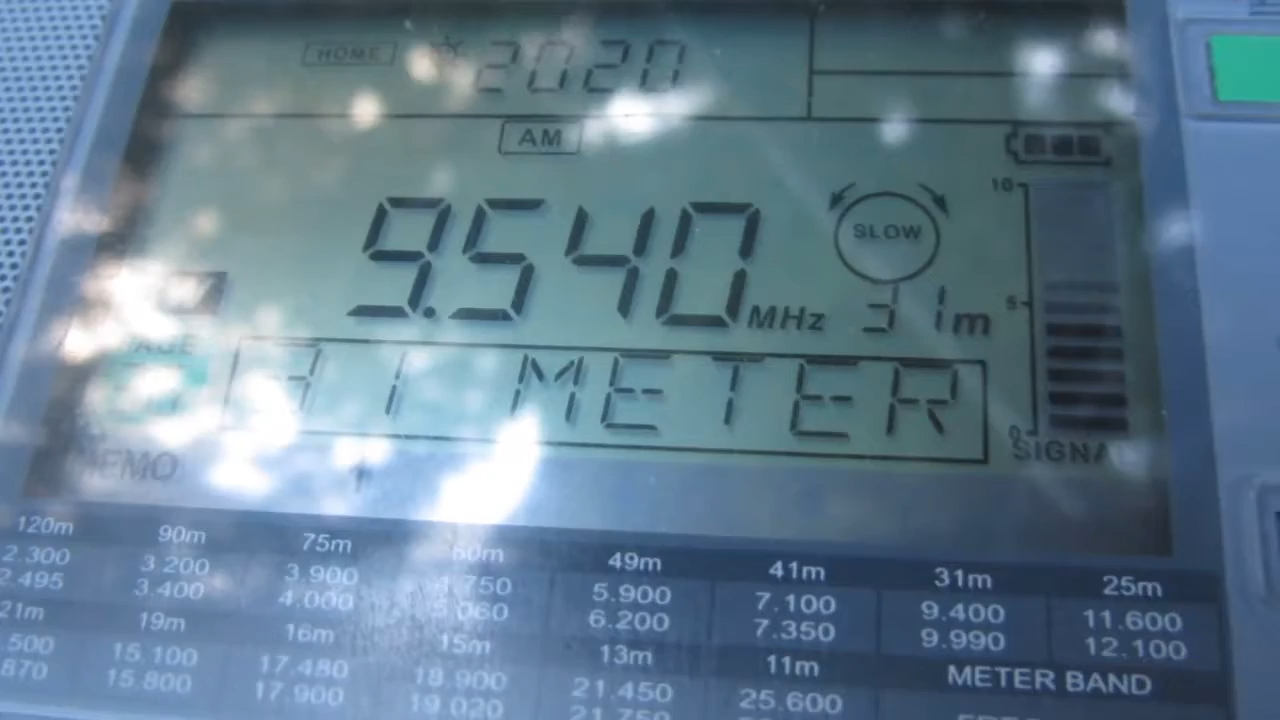 HOME 2020
AM
10
SLOW
9.540 MHz 31m
5
31 METER
0
SIGNAL
MEMO
120m 90m 75m 60m 49m 41m 31m 25m
2.300 3.200 3.900 4.750 5.900 7.100 9.400 11.600
2.495 3.400 4.000 5.060 6.200 7.350 9.990 12.100
21m 19m 16m 15m 13m 11m METER BAND
.500 15.100 17.480 18.900 21.450 25.600
.870 15.800 17.900 19.020 21.750